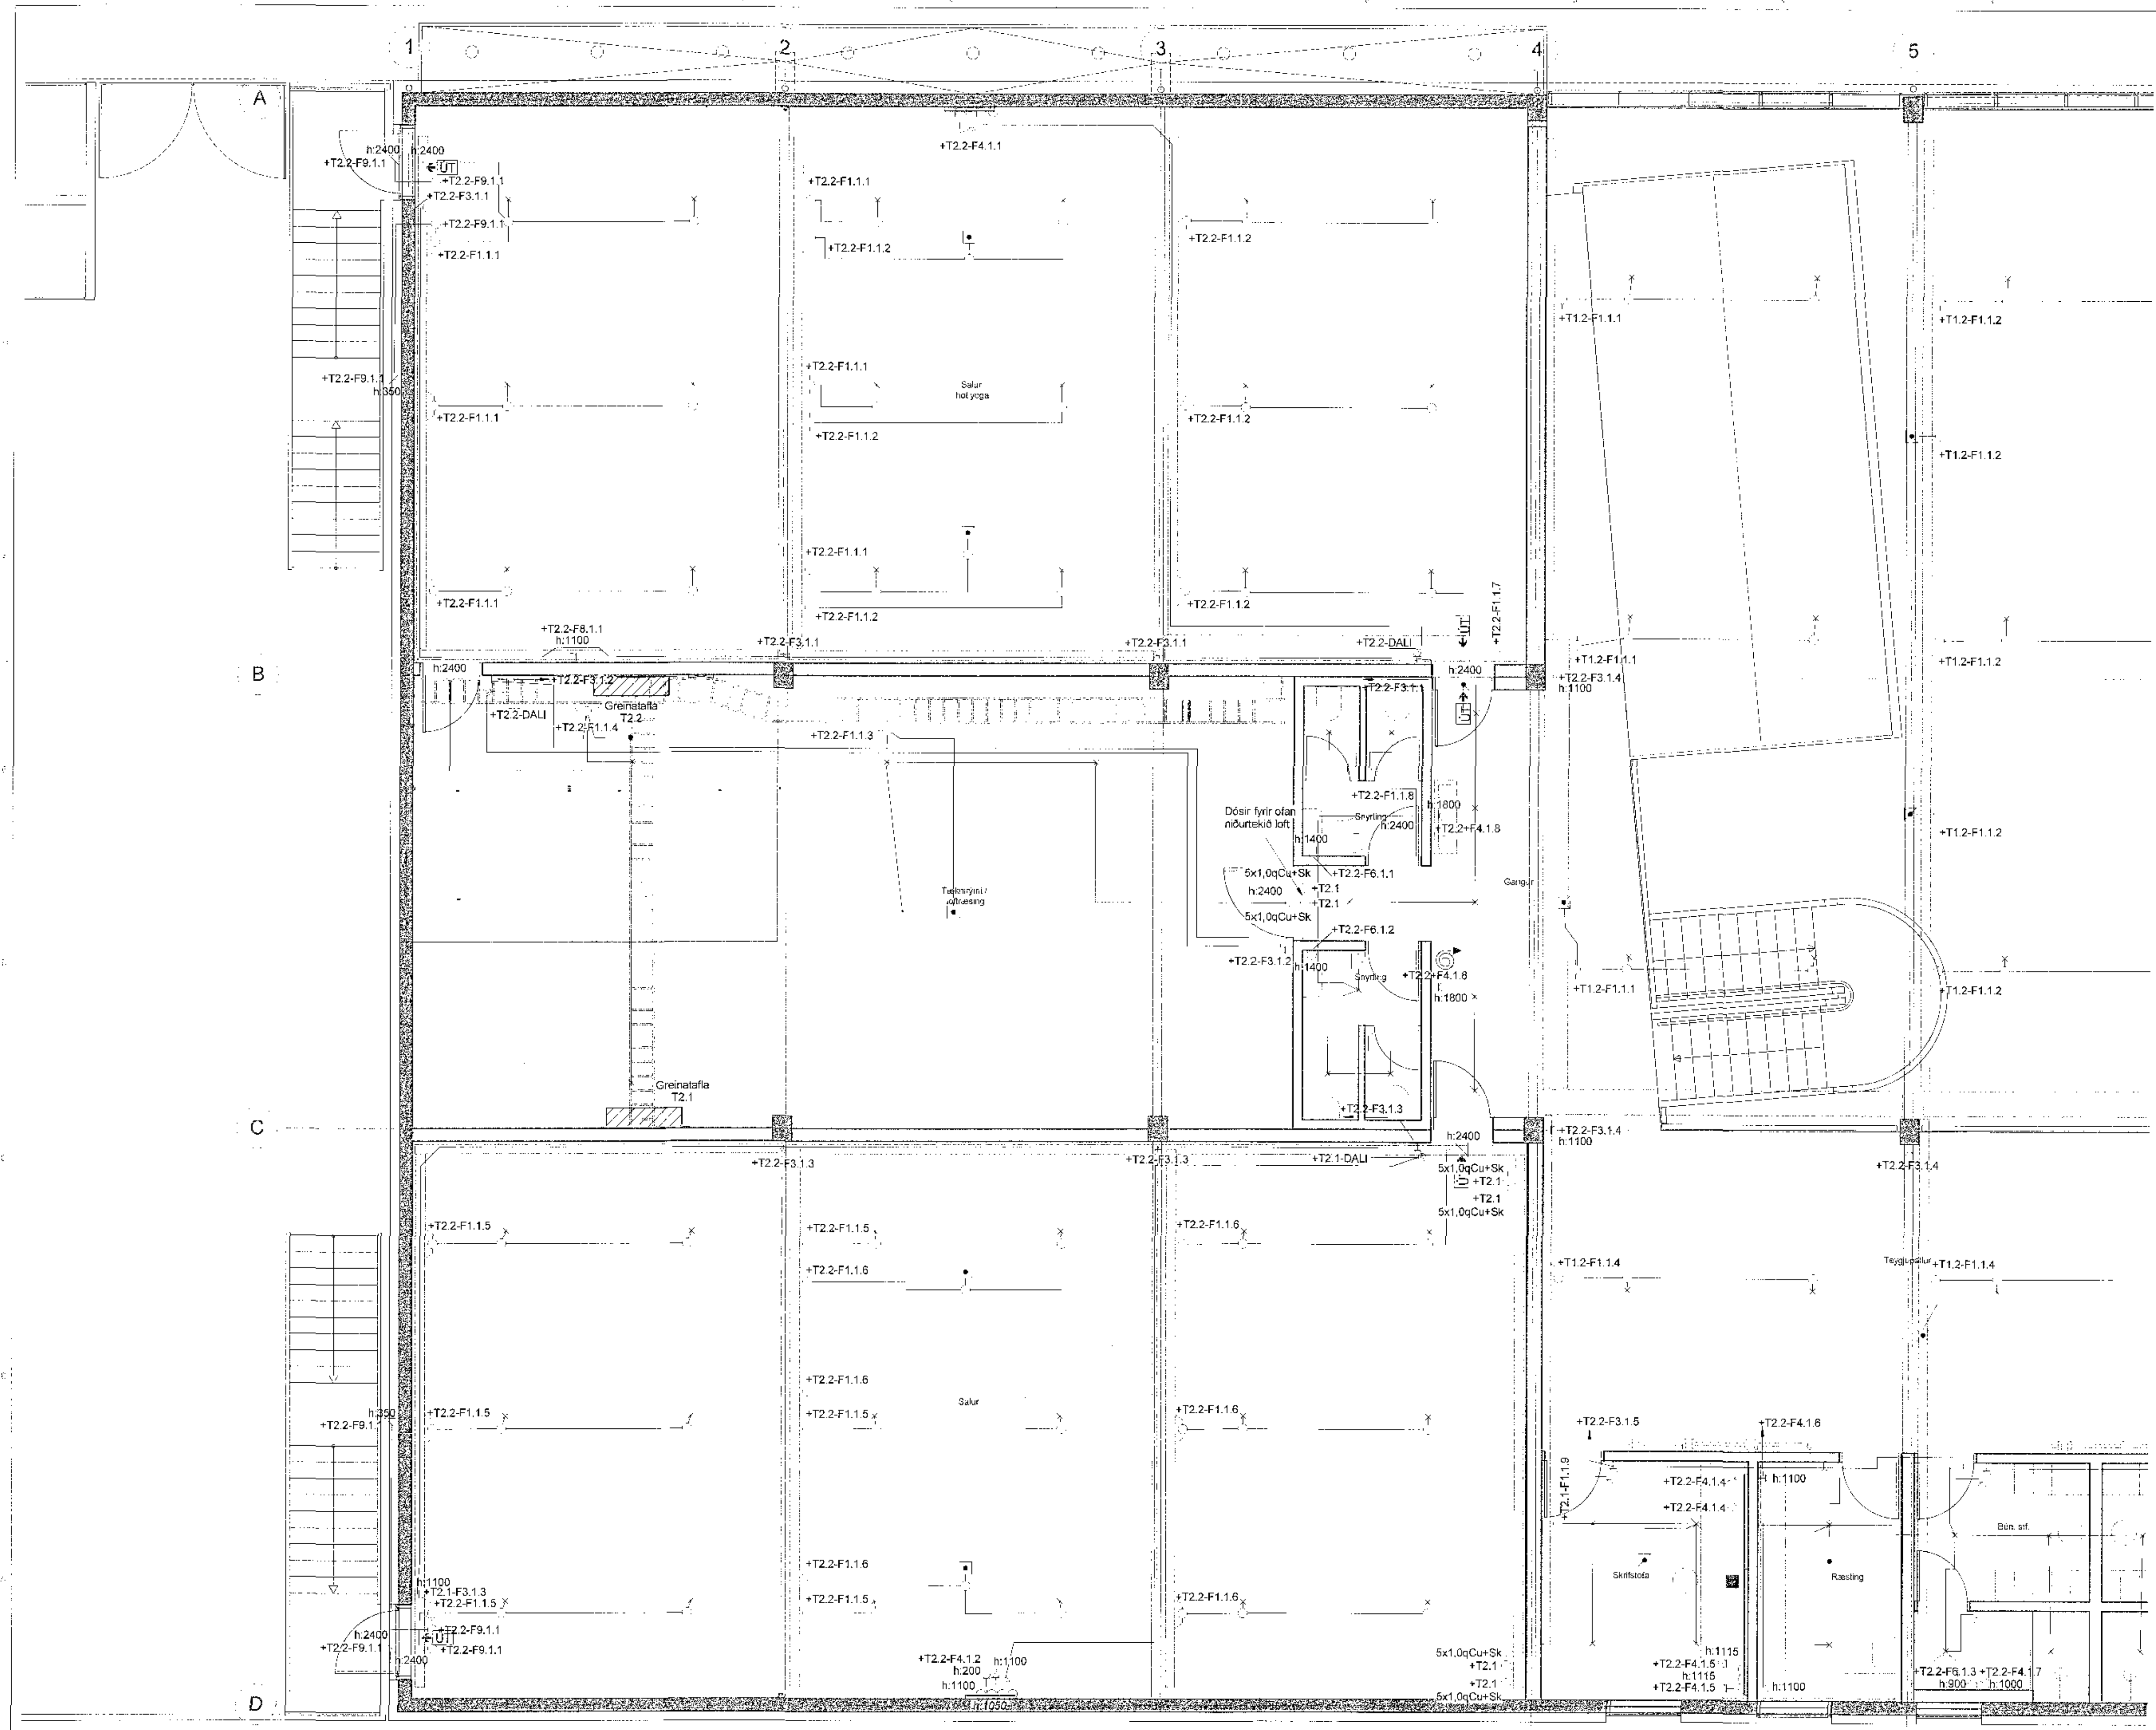 1
2
3
4
5
A
h:2400
h:2400
+T2.2-F9.1.1
ÚT
+T2.2-F9.1.1
+T2.2-F3.1.1
+T2.2-F9.1.1
+T2.2-F1.1.1
+T2.2-F4.1.1
+T2.2-F1.1.1
+T2.2-F1.1.2
+T2.2-F1.1.2
+T1.2-F1.1.1
+T1.2-F1.1.2
+T2.2-F9.1.1
h:350
+T2.2-F1.1.1
+T2.2-F1.1.1
Salur
hot yoga
+T2.2-F1.1.2
+T2.2-F1.1.2
+T1.2-F1.1.2
+T2.2-F1.1.1
+T2.2-F1.1.1
+T2.2-F1.1.2
+T2.2-F1.1.2
+T2.2-F1.1.7
ÚT
+T2.2-F8.1.1
h:1100
+T2.2-F3.1.1
+T2.2-F3.1.1
+T2.2-DALI
B
h:2400
h:2400
+T1.2-F1.1.1
+T2.2-F3.1.4
h:1100
+T1.2-F1.1.2
+T2.2-F3.1.2
+T2.2-F3.1.1
ÚT
Greinatafla
T2.2
+T2.2-DALI
+T2.2-F1.1.4
+T2.2-F1.1.3
+T2.2-F1.1.8
h:1800
Dósir fyrir ofan
niðurtekið loft
Snyrting
h:2400
+T2.2+F4.1.8
+T1.2-F1.1.2
h:1400
5x1,0qCu+Sk
+T2.2-F6.1.1
h:2400
+T2.1
+T2.1
5x1,0qCu+Sk
Gangur
Tæknirými /
loftræsing
+T2.2-F6.1.2
+T2.2-F3.1.2
h:1400
Snyrting
+T2.2+F4.1.8
h:1800
+T1.2-F1.1.1
+T1.2-F1.1.2
Greinatafla
T2.1
+T2.2-F3.1.3
C
h:2400
+T2.2-F3.1.4
h:1100
+T2.2-F3.1.3
+T2.2-F3.1.3
+T2.1-DALI
+T2.2-F3.1.4
5x1,0qCu+Sk
+T2.1
+T2.1
5x1,0qCu+Sk
+T2.2-F1.1.5
+T2.2-F1.1.5
+T2.2-F1.1.6
+T2.2-F1.1.6
+T1.2-F1.1.4
Teygjupallur
+T1.2-F1.1.4
+T2.2-F1.1.6
Salur
h:350
+T2.2-F9.1.1
+T2.2-F1.1.5
+T2.2-F1.1.5
+T2.2-F1.1.6
+T2.2-F3.1.5
+T2.2-F4.1.6
+T2.1-F1.1.9
+T2.2-F4.1.4
h:1100
+T2.2-F4.1.4
Skrifstofa
Ræsting
h:1100
+T2.1-F3.1.3
+T2.2-F1.1.5
+T2.2-F1.1.6
+T2.2-F1.1.5
+T2.2-F1.1.6
h:2400
ÚT
+T2.2-F9.1.1
+T2.2-F9.1.1
+T2.2-F9.1.1
h:2400
+T2.2-F4.1.2
h:1100
h:200
h:1100
h:1050
5x1,0qCu+Sk
+T2.1
+T2.1
5x1,0qCu+Sk
h:1115
+T2.2-F4.1.5
h:1115
+T2.2-F4.1.5
h:1100
+T2.2-F6.1.3
+T2.2-F4.1.7
h:900
h:1000
D